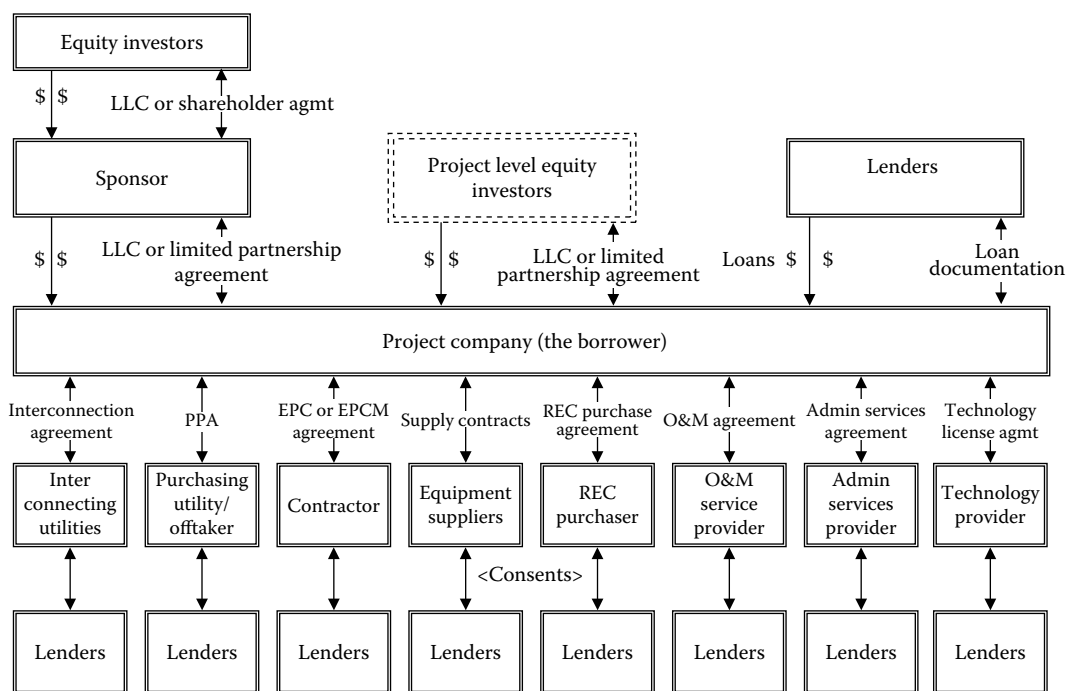 Equity investors
$ $
LLC or shareholder agmt
Sponsor
Project level equity
investors
Lenders
$ $
LLC or limited partnership
agreement
$ $
LLC or limited
partnership agreement
Loans $ $
Loan
documentation
Project company (the borrower)
Interconnection
agreement
PPA
EPC or EPCM
agreement
Supply contracts
REC purchase
agreement
O&M agreement
Admin services
agreement
Technology
license agmt
Inter
connecting
utilities
Purchasing
utility/
offtaker
Contractor
Equipment
suppliers
REC
purchaser
O&M
service
provider
Admin
services
provider
Technology
provider
<Consents>
Lenders
Lenders
Lenders
Lenders
Lenders
Lenders
Lenders
Lenders